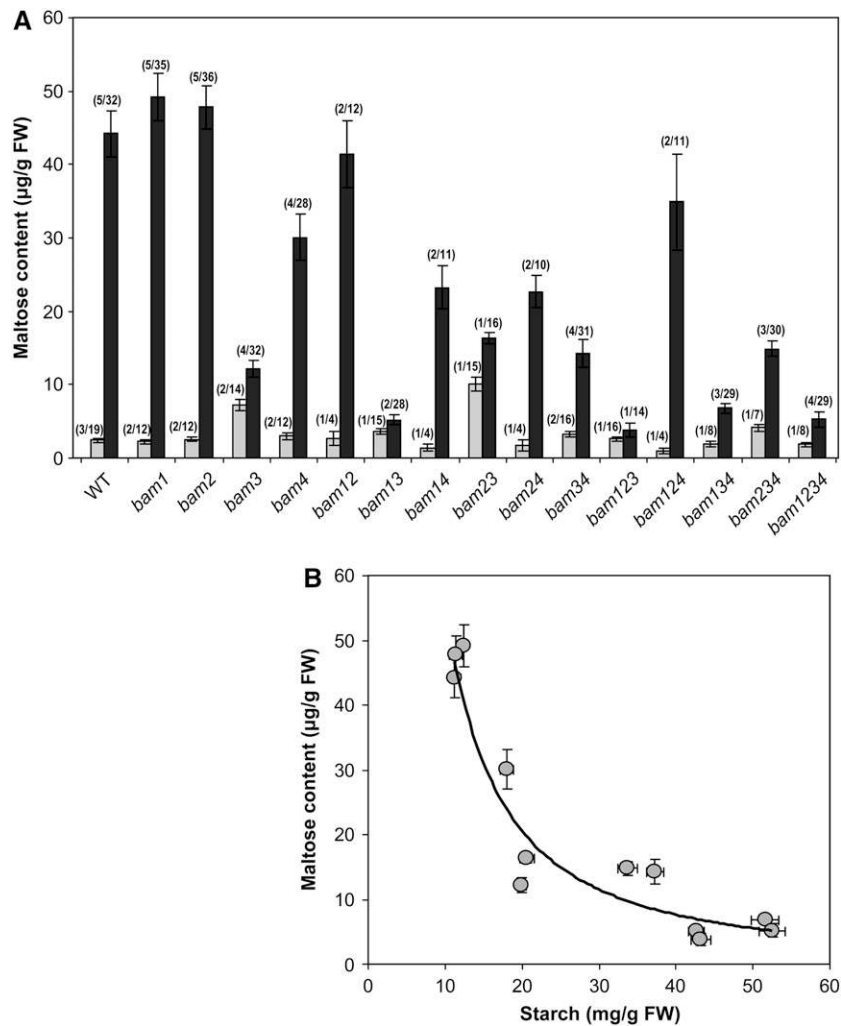 A
60
50
40
30
20
10
0
Maltose content (µg/g FW)
(3/19) (5/32) (2/12) (5/35) (2/12) (5/36) (2/14) (4/32) (2/12) (4/28) (1/4) (2/12) (1/15) (2/28) (1/4) (2/11) (1/15) (1/16) (1/4) (2/10) (2/16) (4/31) (1/16) (1/14) (1/4) (2/11) (1/8) (3/29) (1/7) (3/30) (1/8) (4/29)
WT bam1 bam2 bam3 bam4 bam12 bam13 bam14 bam23 bam24 bam34 bam123 bam124 bam134 bam234 bam1234
B
60
50
40
30
20
10
0
Maltose content (µg/g FW)
0 10 20 30 40 50 60
Starch (mg/g FW)